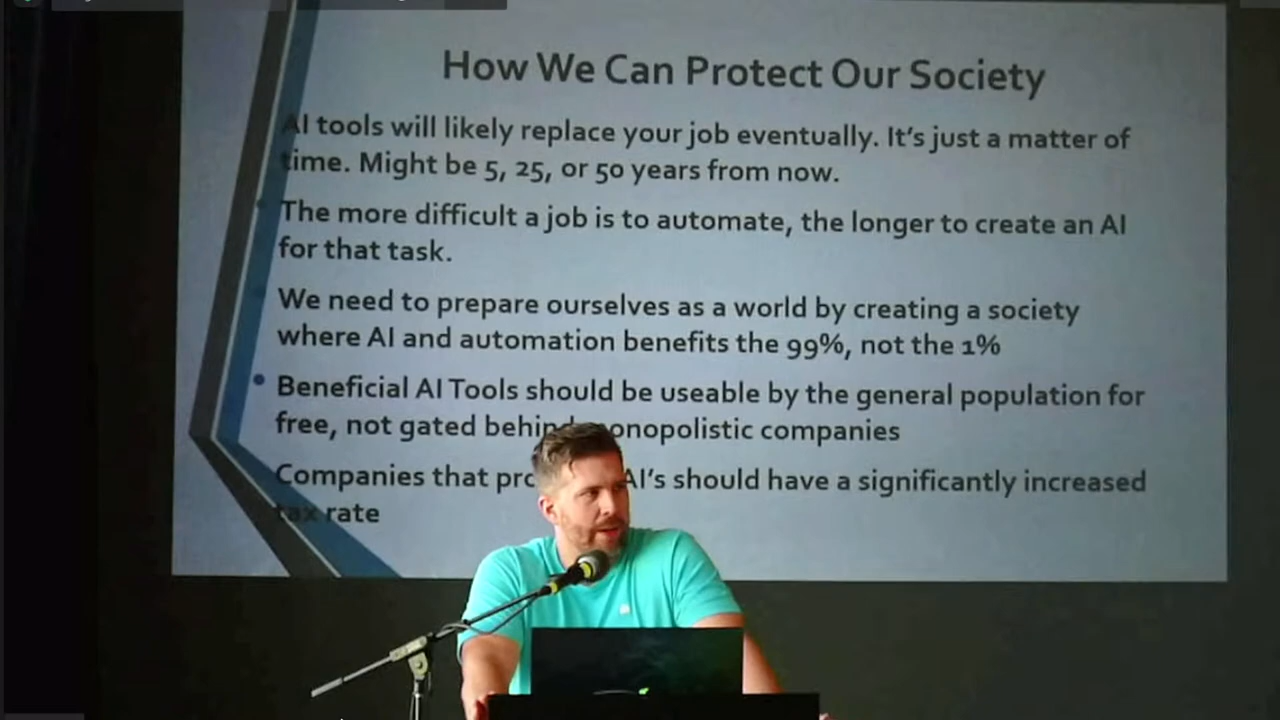 How We Can Protect Our Society
AI tools will likely replace your job eventually. It's just a matter of
time. Might be 5, 25, or 50 years from now.
The more difficult a job is to automate, the longer to create an AI
for that task.
We need to prepare ourselves as a world by creating a society
where AI and automation benefits the 99%, not the 1%
Beneficial AI Tools should be useable by the general population for
free, not gated behind monopolistic companies
Companies that AI's should have a significantly increased
tax rate